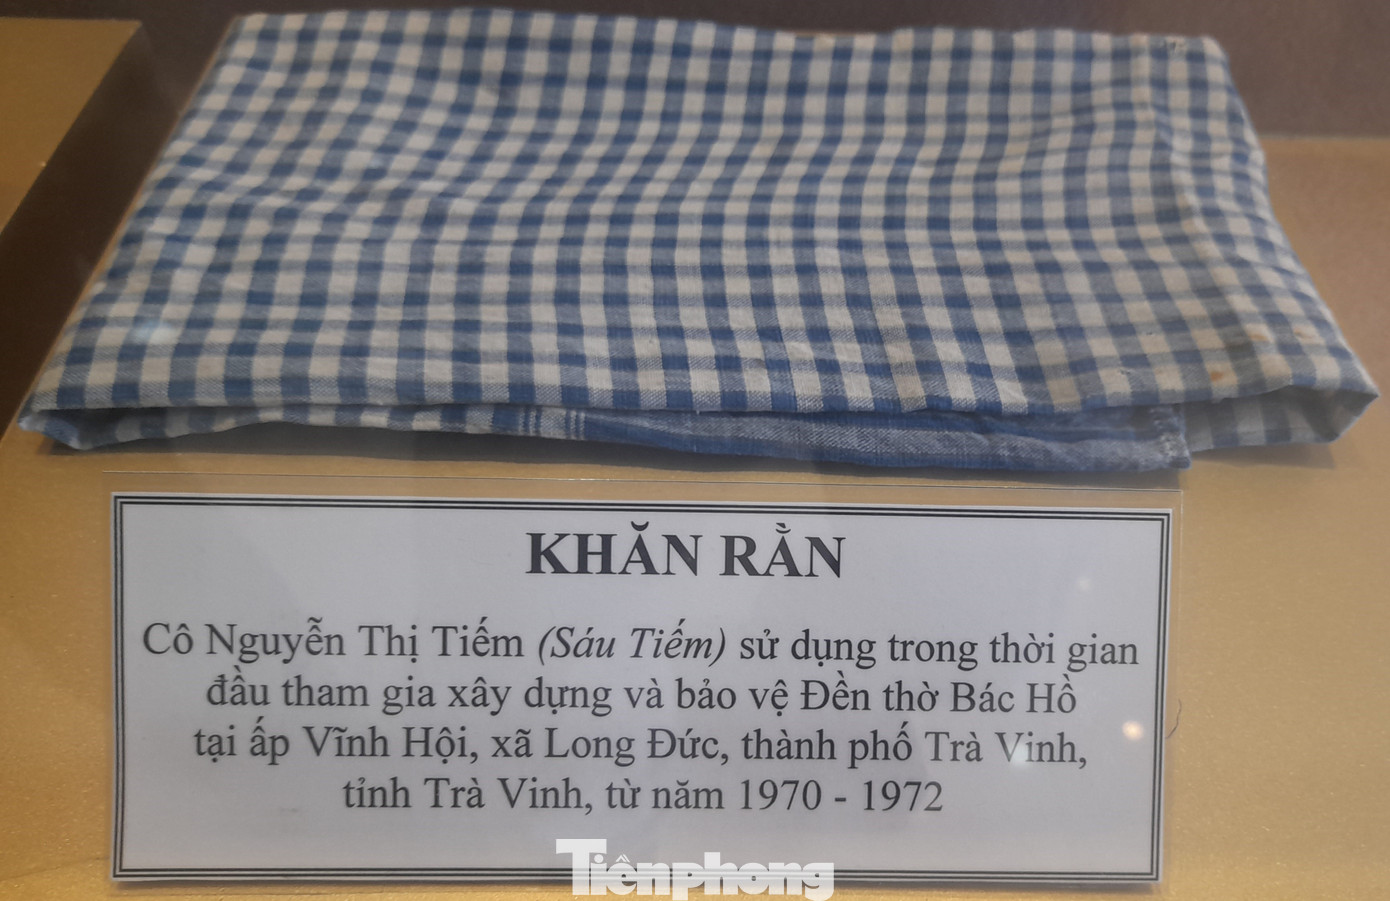 KHĂN RẰN
Cô Nguyễn Thị Tiếm (Sáu Tiếm) sử dụng trong thời gian
đầu tham gia xây dựng và bảo vệ Đền thờ Bác Hồ
tại ấp Vĩnh Hội, xã Long Đức, thành phố Trà Vinh,
tỉnh Trà Vinh, từ năm 1970 - 1972
Tiênphong